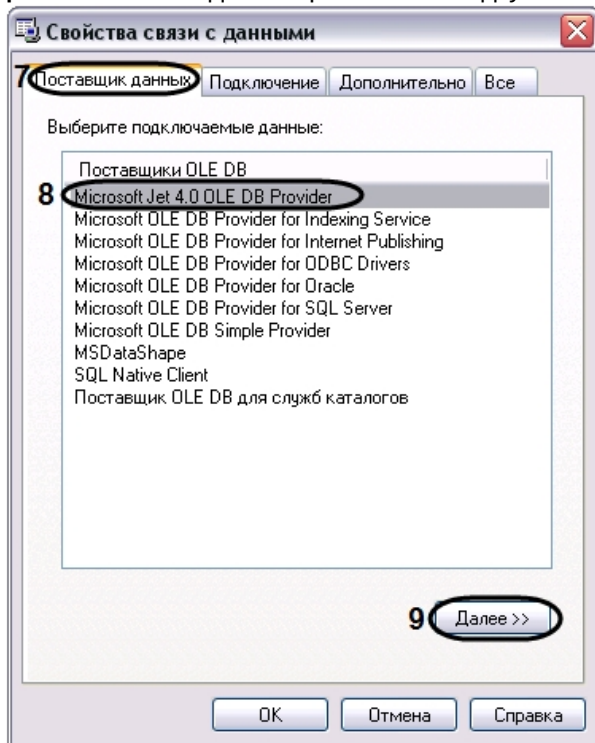 Свойства связи с данными
7 Поставщик данных Подключение Дополнительно Все
Выберите подключаемые данные:
Поставщики OLE DB
8 Microsoft Jet 4.0 OLE DB Provider
Microsoft OLE DB Provider for Indexing Service
Microsoft OLE DB Provider for Internet Publishing
Microsoft OLE DB Provider for ODBC Drivers
Microsoft OLE DB Provider for Oracle
Microsoft OLE DB Provider for SQL Server
Microsoft OLE DB Simple Provider
MSDataShape
SQL Native Client
Поставщик OLE DB для служб каталогов
9 Далее >>
OK Отмена Справка